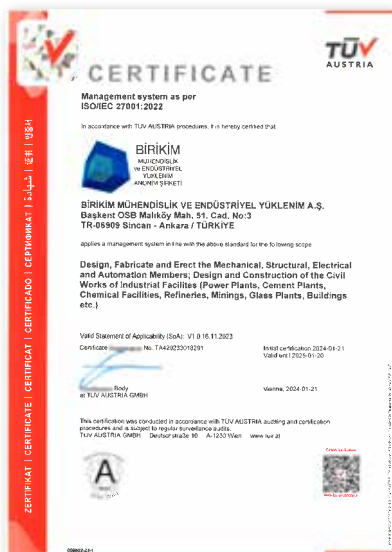 TÜV
AUSTRIA
CERTIFICATE
Management system as per
ISO/IEC 27001:2022
In accordance with TÜV AUSTRIA procedures, it is hereby certified that
BİRİKİM
MÜHENDİSLİK
ve ENDÜSTRİYEL
YÜKLENİM
ANONİM ŞİRKETİ
BİRİKİM MÜHENDİSLİK VE ENDÜSTRİYEL YÜKLENİM A.Ş.
Başkent OSB Malıköy Mah. 51. Cad. No:3
TR-06909 Sincan - Ankara / TÜRKİYE
applies a management system in line with the above standard for the following scope
Design, Fabricate and Erect the Mechanical, Structural, Electrical
and Automation Members; Design and Construction of the Civil
Works of Industrial Facilites (Power Plants, Cement Plants,
Chemical Facilities, Refineries, Minings, Glass Plants, Buildings
etc.)
Valid Statement of Applicability (SoA): V1.0 16.11.2023
Certificate No. TA420233018291
Initial certification 2024-01-21
Valid until
Body
at TÜV AUSTRIA GMBH
Vienna, 2024-01-21
This certification was conducted in accordance with TÜV AUSTRIA auditing and certification
procedures and is subject to regular surveillance audits.
TÜV AUSTRIA GMBH Deutschstraße 10 A-1230 Wien www.tuv.at
ZERTIFIKAT | CERTIFICATE | CERTIFICAT | CERTIFICADO | СЕРТИФИКАТ | شهادة | 证书 | 인증서